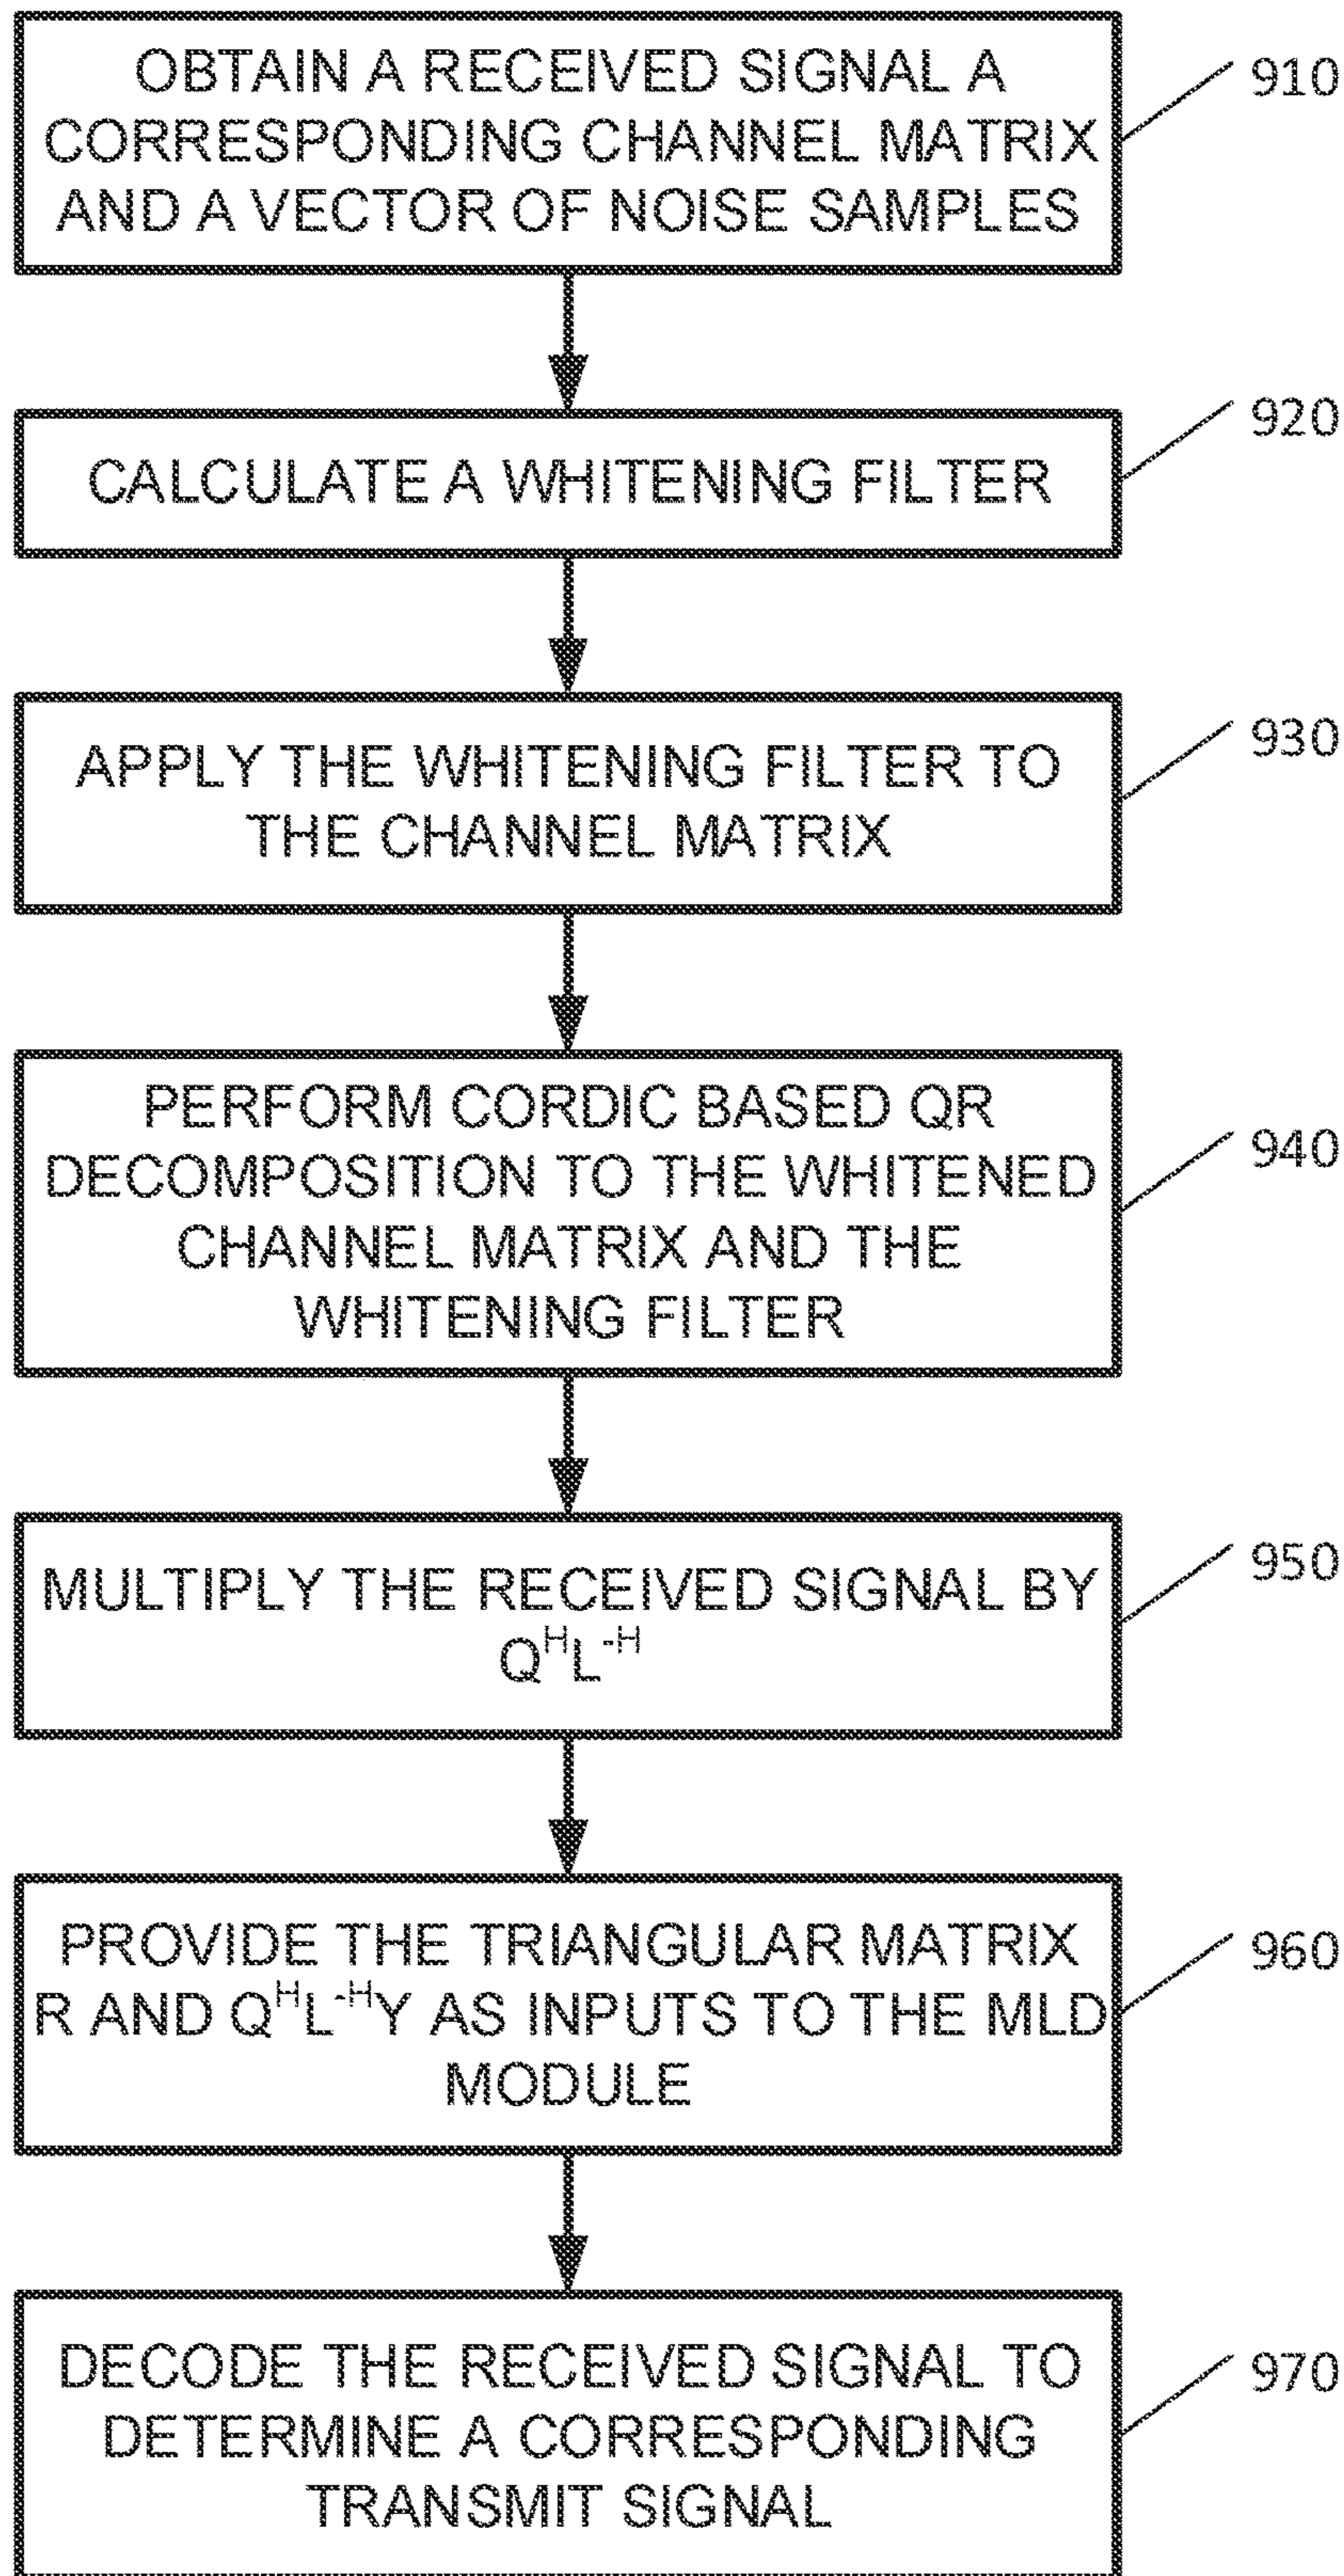 OBTAIN A RECEIVED SIGNAL A
CORRESPONDING CHANNEL MATRIX
AND A VECTOR OF NOISE SAMPLES
910
CALCULATE A WHITENING FILTER
920
APPLY THE WHITENING FILTER TO
THE CHANNEL MATRIX
930
PERFORM CORDIC BASED QR
DECOMPOSITION TO THE WHITENED
CHANNEL MATRIX AND THE
WHITENING FILTER
940
MULTIPLY THE RECEIVED SIGNAL BY
Q^H L^-H
950
PROVIDE THE TRIANGULAR MATRIX
R AND Q^H L^-H Y AS INPUTS TO THE MLD
MODULE
960
DECODE THE RECEIVED SIGNAL TO
DETERMINE A CORRESPONDING
TRANSMIT SIGNAL
970